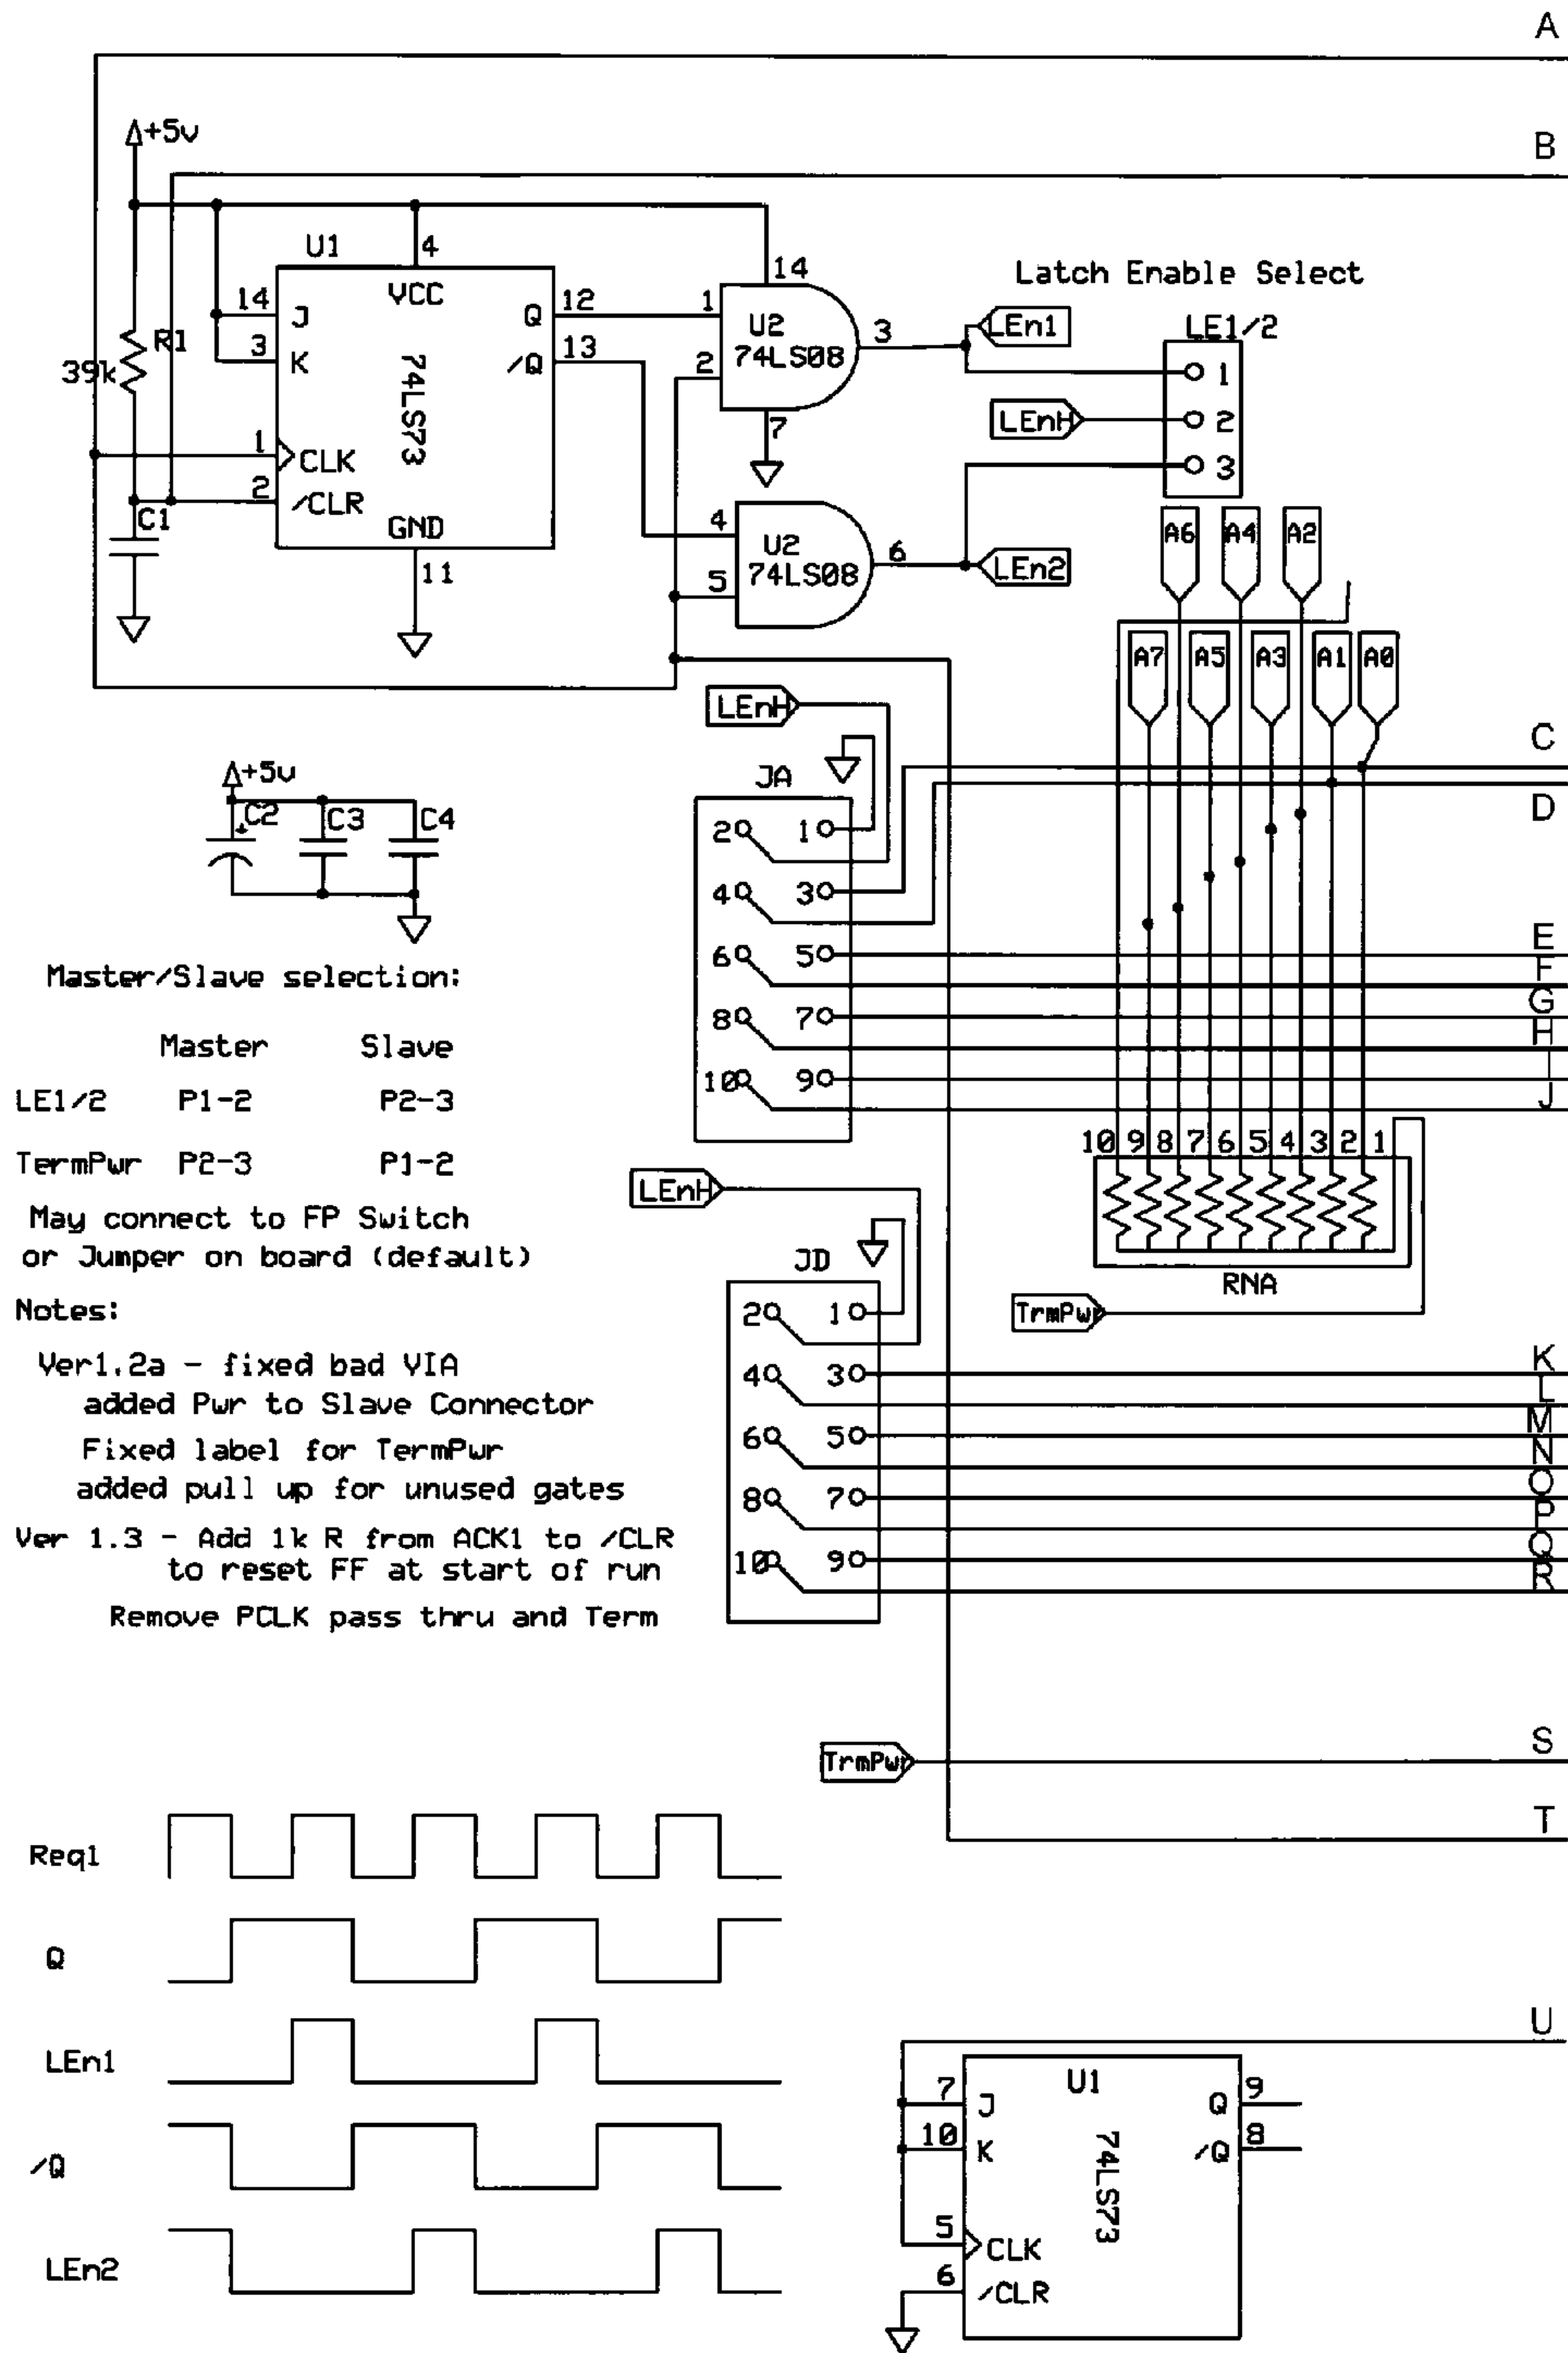 A
+5v
B
U1
4
VCC
14
J
Q
12
3
K
/Q
13
R1
39k
74LS73
1
CLK
2
/CLR
C1
GND
11
14
1
U2
74LS08
3
2
7
4
U2
74LS08
6
5
Latch Enable Select
LEn1
LE1/2
1
LEnH
2
3
LEn2
A6
A4
A2
A7
A5
A3
A1
A0
LEnH
C
D
+5v
C2
C3
C4
JA
2
1
4
3
6
5
8
7
10
9
E
F
G
H
I
J
Master/Slave selection:
Master Slave
LE1/2 P1-2 P2-3
TermPwr P2-3 P1-2
May connect to FP Switch
or Jumper on board (default)
10 9 8 7 6 5 4 3 2 1
RNA
TrmPwr
LEnH
JD
2
1
4
3
6
5
8
7
10
9
K
L
M
N
O
P
Q
R
Notes:
Ver1.2a - fixed bad VIA
added Pwr to Slave Connector
Fixed label for TermPwr
added pull up for unused gates
Ver 1.3 - Add 1k R from ACK1 to /CLR
to reset FF at start of run
Remove PCLK pass thru and Term
TrmPwr
S
T
Req1
Q
LEn1
/Q
LEn2
U
U1
7
J
Q
9
10
K
/Q
8
74LS73
5
CLK
6
/CLR